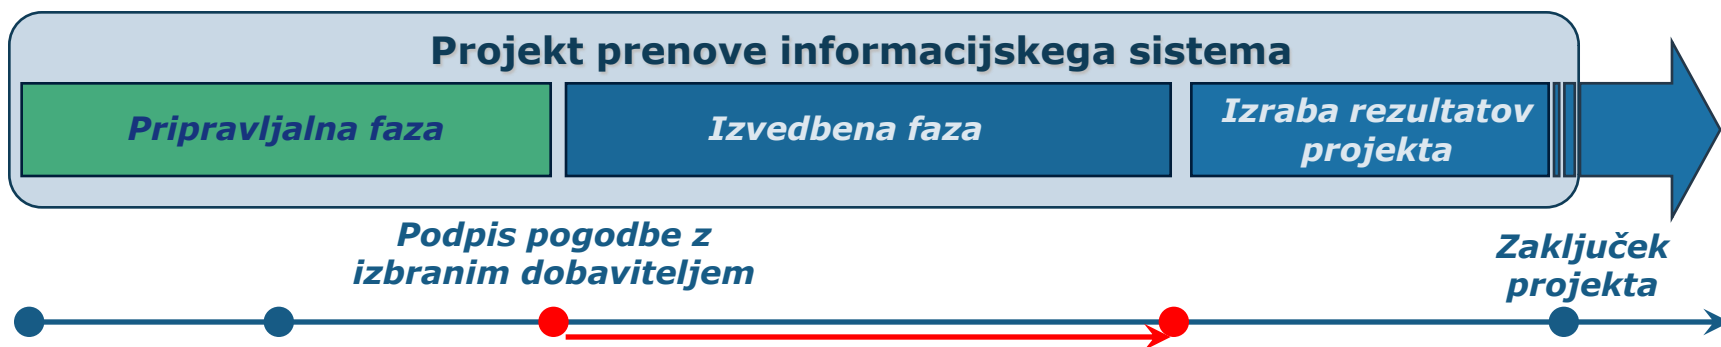 Projekt prenove informacijskega sistema
Pripravljalna faza
Izvedbena faza
Izraba rezultatov
projekta
Podpis pogodbe z
izbranim dobaviteljem
Zaključek
projekta